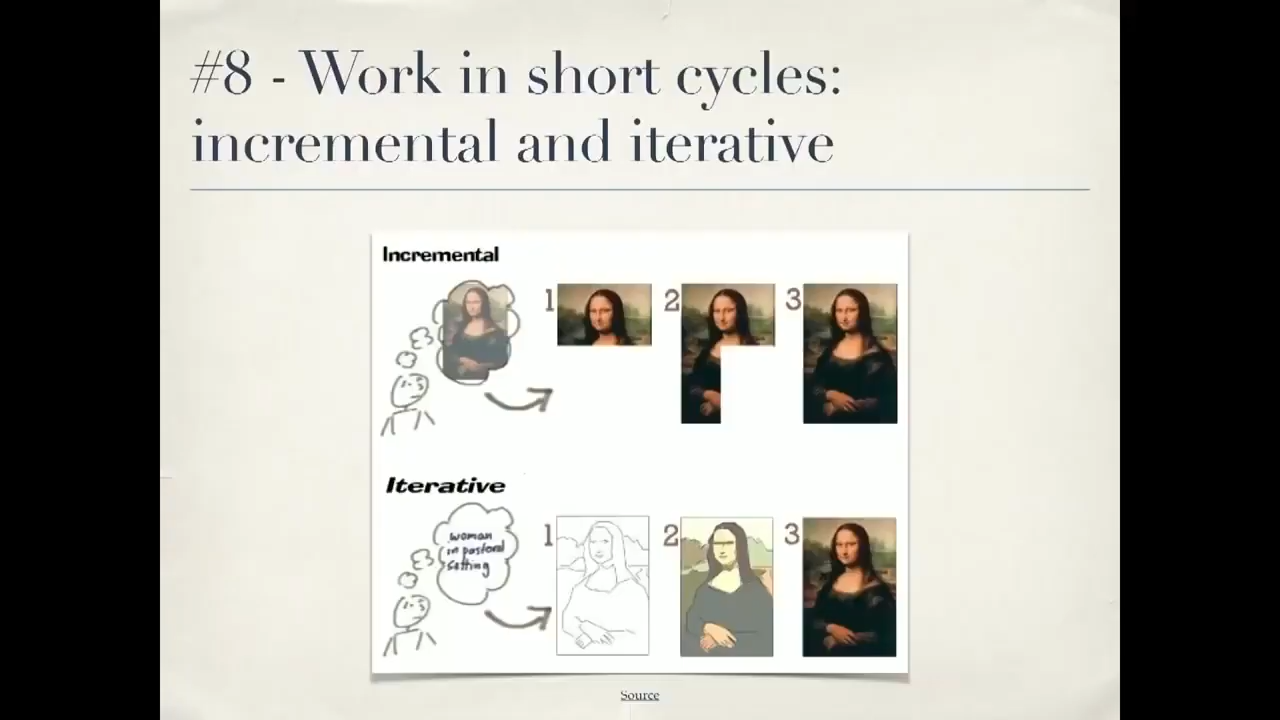 #8 - Work in short cycles:
incremental and iterative
Incremental
1 2 3
Iterative
woman
in pastoral
setting
1 2 3
Source